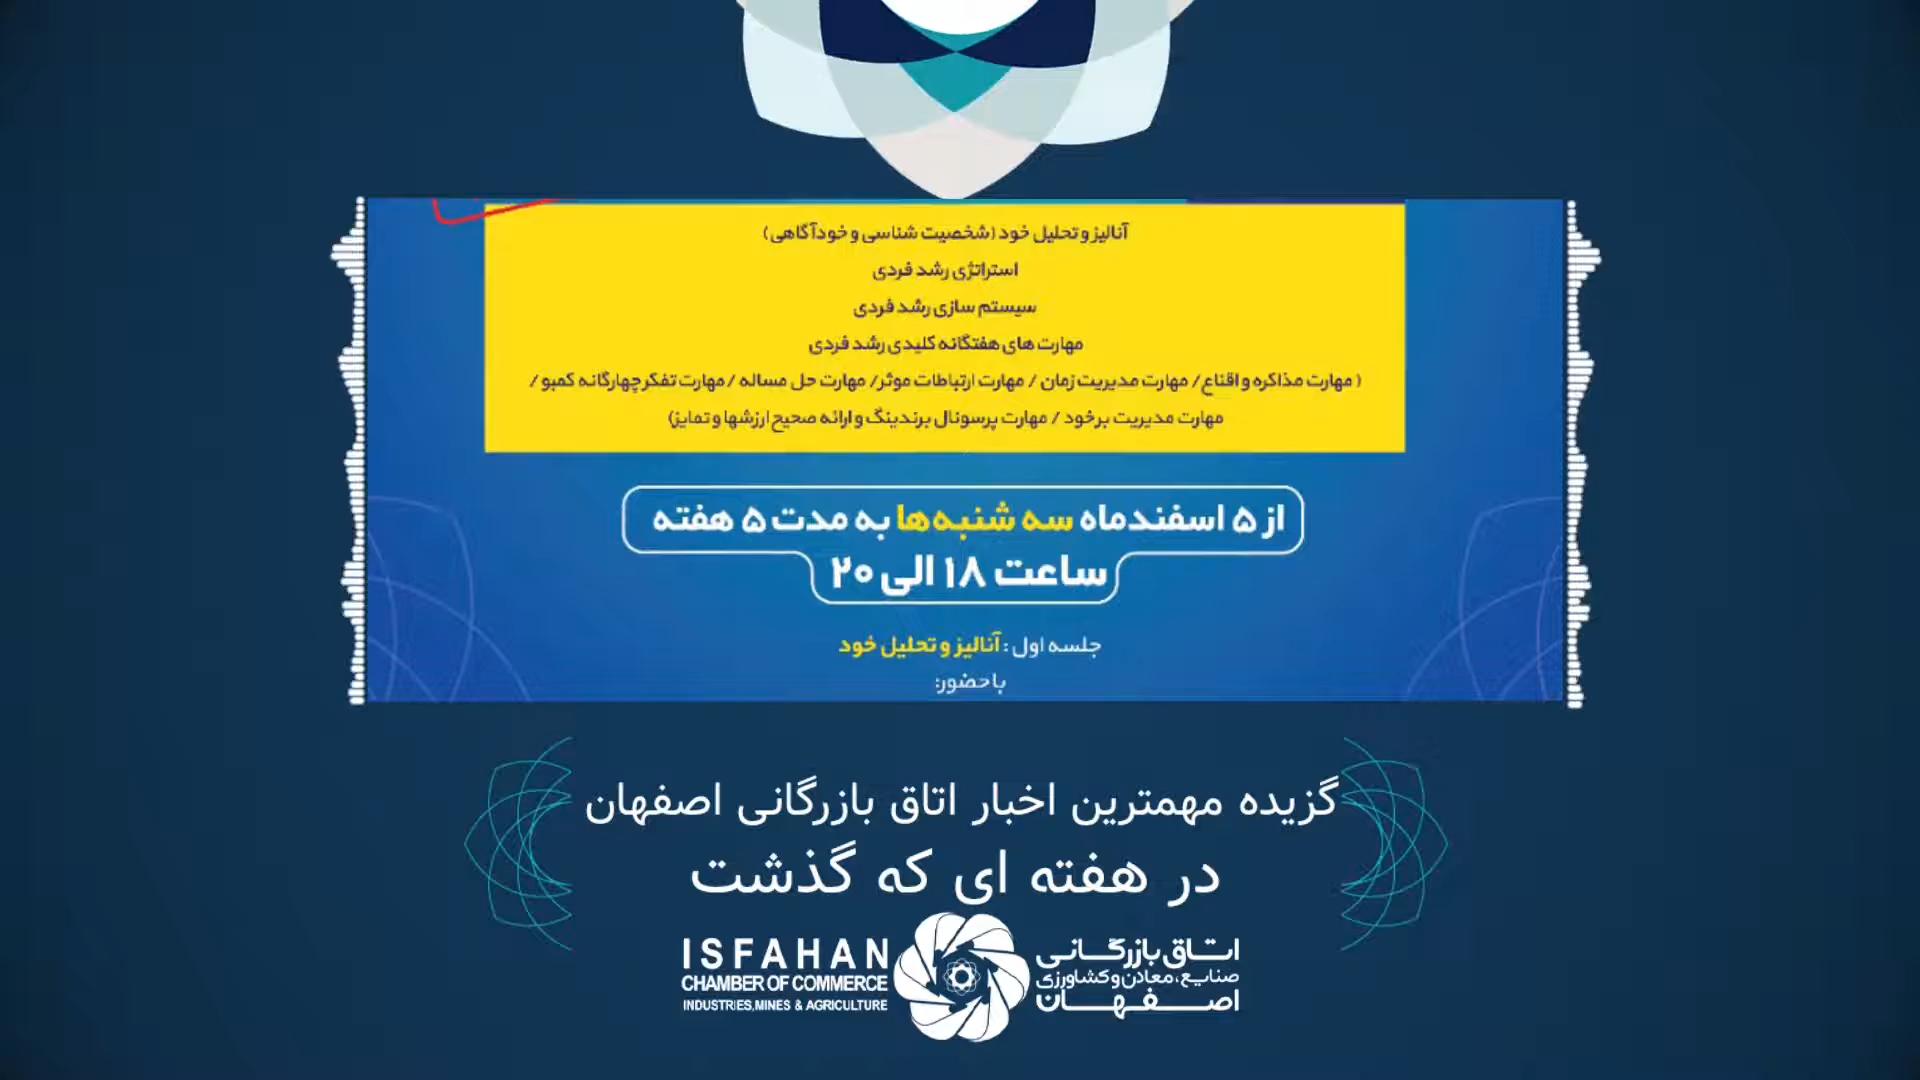 آنالیز و تحلیل خود (شخصیت شناسی و خودآگاهی)
استراتژی رشد فردی
سیستم سازی رشد فردی
مهارت های هفتگانه کلیدی رشد فردی
( مهارت مذاکره و اقناع/ مهارت مدیریت زمان / مهارت ارتباطات موثر/ مهارت حل مساله / مهارت تفکر چهارگانه کمبو /
مهارت مدیریت بر خود / مهارت پرسونال برندینگ و ارائه صحیح ارزشها و تمایز)
از ۵ اسفندماه سه شنبه‌ها به مدت ۵ هفته
ساعت ۱۸ الی ۲۰
جلسه اول : آنالیز و تحلیل خود
با حضور:
گزیده مهمترین اخبار اتاق بازرگانی اصفهان
در هفته ای که گذشت
اتاق بازرگانی
صنایع، معادن و کشاورزی
اصفهان
ISFAHAN
CHAMBER OF COMMERCE
INDUSTRIES,MINES & AGRICULTURE